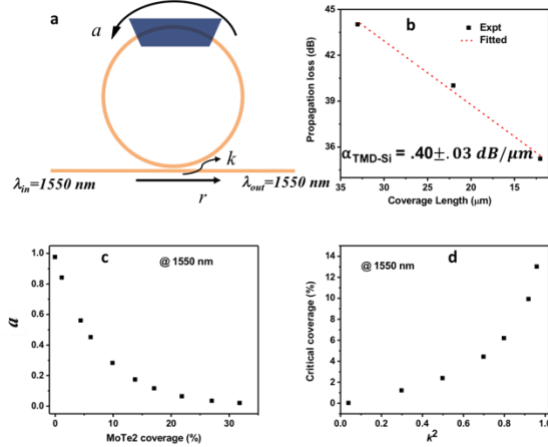 a
a
k
λin=1550 nm
λout=1550 nm
r
b
45
42
39
36
Propagation loss (dB)
Expt
Fitted
αTMD-Si = .40±.03 dB/μm
35 30 25 20 15
Coverage Length (μm)
c
@ 1550 nm
1.0
0.8
0.6
0.4
0.2
0.0
a
0 10 20 30
MoTe2 coverage (%)
d
@ 1550 nm
14
12
10
8
6
4
2
0
Critical coverage (%)
0.0 0.2 0.4 0.6 0.8 1.0
k²